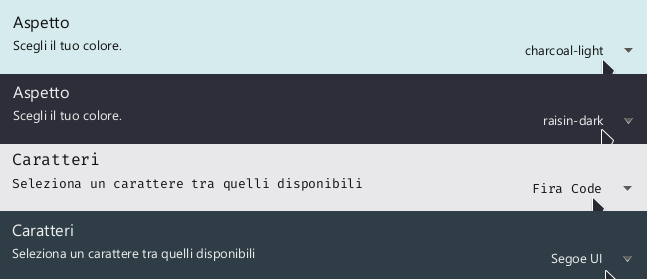 Aspetto
Scegli il tuo colore.
charcoal-light
Aspetto
Scegli il tuo colore.
raisin-dark
Caratteri
Seleziona un carattere tra quelli disponibili
Fira Code
Caratteri
Seleziona un carattere tra quelli disponibili
Segoe UI